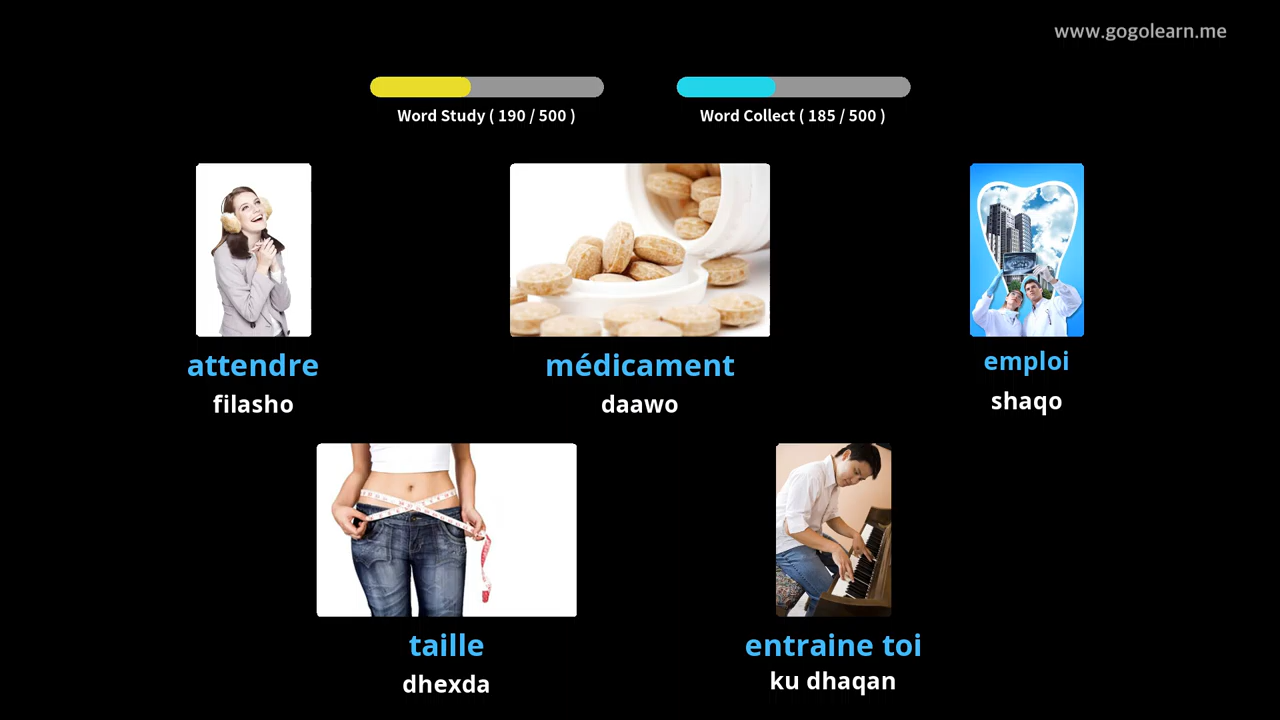 www.gogolearn.me
Word Study ( 190 / 500 )
Word Collect ( 185 / 500 )
attendre
filasho
médicament
daawo
emploi
shaqo
taille
dhexda
entraine toi
ku dhaqan